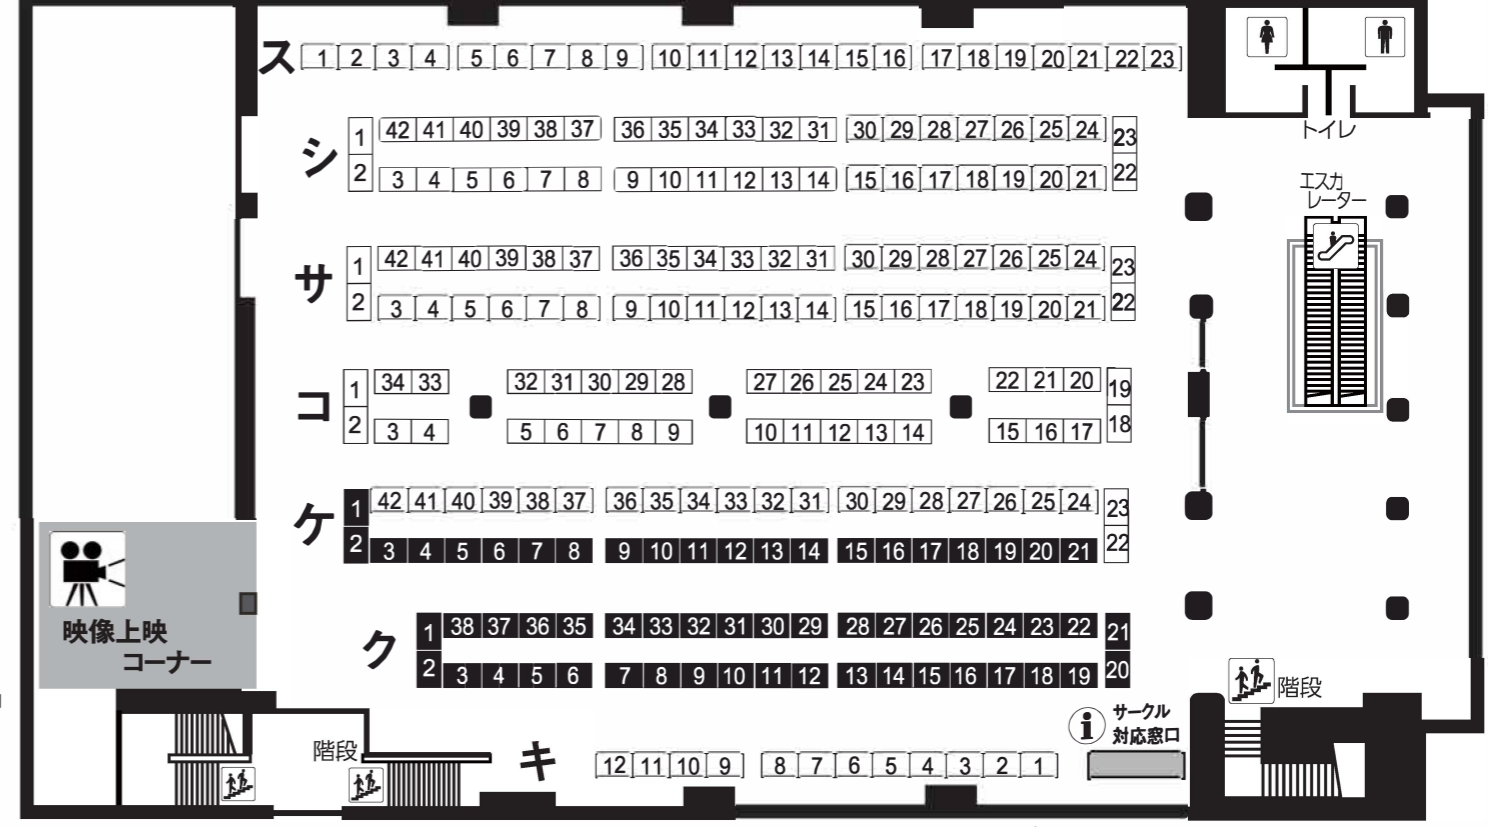 ス 1 2 3 4 5 6 7 8 9 10 11 12 13 14 15 16 17 18 19 20 21 22 23
トイレ
シ 1 42 41 40 39 38 37 36 35 34 33 32 31 30 29 28 27 26 25 24 23
2 3 4 5 6 7 8 9 10 11 12 13 14 15 16 17 18 19 20 21 22
エスカ
レーター
サ 1 42 41 40 39 38 37 36 35 34 33 32 31 30 29 28 27 26 25 24 23
2 3 4 5 6 7 8 9 10 11 12 13 14 15 16 17 18 19 20 21 22
コ 1 34 33 32 31 30 29 28 27 26 25 24 23 22 21 20 19
2 3 4 5 6 7 8 9 10 11 12 13 14 15 16 17 18
ケ 1 42 41 40 39 38 37 36 35 34 33 32 31 30 29 28 27 26 25 24 23
2 3 4 5 6 7 8 9 10 11 12 13 14 15 16 17 18 19 20 21 22
映像上映
コーナー
ク 1 38 37 36 35 34 33 32 31 30 29 28 27 26 25 24 23 22 21
2 3 4 5 6 7 8 9 10 11 12 13 14 15 16 17 18 19 20
階段
サークル
対応窓口
階段
キ 12 11 10 9 8 7 6 5 4 3 2 1